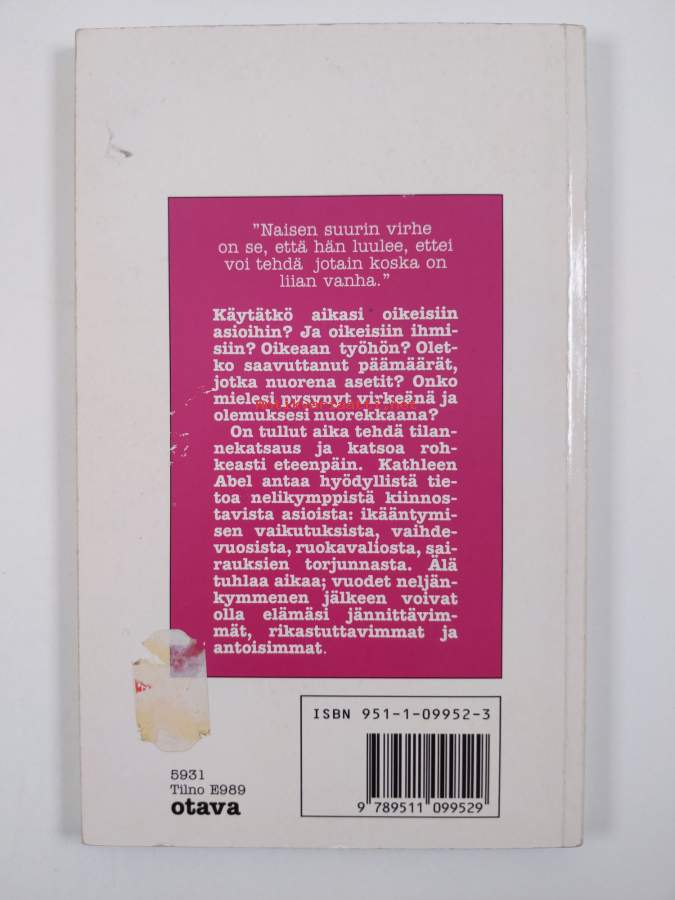 "Naisen suurin virhe
on se, että hän luulee, ettei
voi tehdä jotain koska on
liian vanha."
Käytätkö aikasi oikeisiin
asioihin? Ja oikeisiin ihmi-
siin? Oikeaan työhön? Olet-
ko saavuttanut päämäärät,
jotka nuorena asetit? Onko
mielesi pysynyt virkeänä ja
olemuksesi nuorekkaana?
On tullut aika tehdä tilan-
nekatsaus ja katsoa roh-
keasti eteenpäin. Kathleen
Abel antaa hyödyllistä tie-
toa nelikymppistä kiinnos-
tavista asioista: ikääntymi-
sen vaikutuksista, vaihde-
vuosista, ruokavaliosta, sai-
rauksien torjunnasta. Älä
tuhlaa aikaa; vuodet neljän-
kymmenen jälkeen voivat
olla elämäsi jännittävim-
mät, rikastuttavimmat ja
antoisimmat.
ISBN 951-1-09952-3
9 789511 099529
5931
Tilno E989
otava